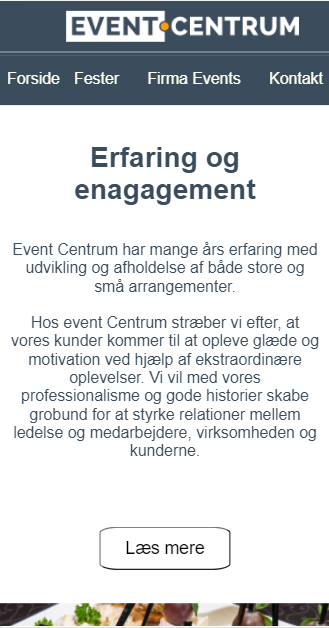 EVENT CENTRUM
Forside Fester Firma Events Kontakt
Erfaring og
enagagement
Event Centrum har mange års erfaring med
udvikling og afholdelse af både store og
små arrangementer.
Hos event Centrum stræber vi efter, at
vores kunder kommer til at opleve glæde og
motivation ved hjælp af ekstraordinære
oplevelser. Vi vil med vores
professionalisme og gode historier skabe
grobund for at styrke relationer mellem
ledelse og medarbejdere, virksomheden og
kunderne.
Læs mere